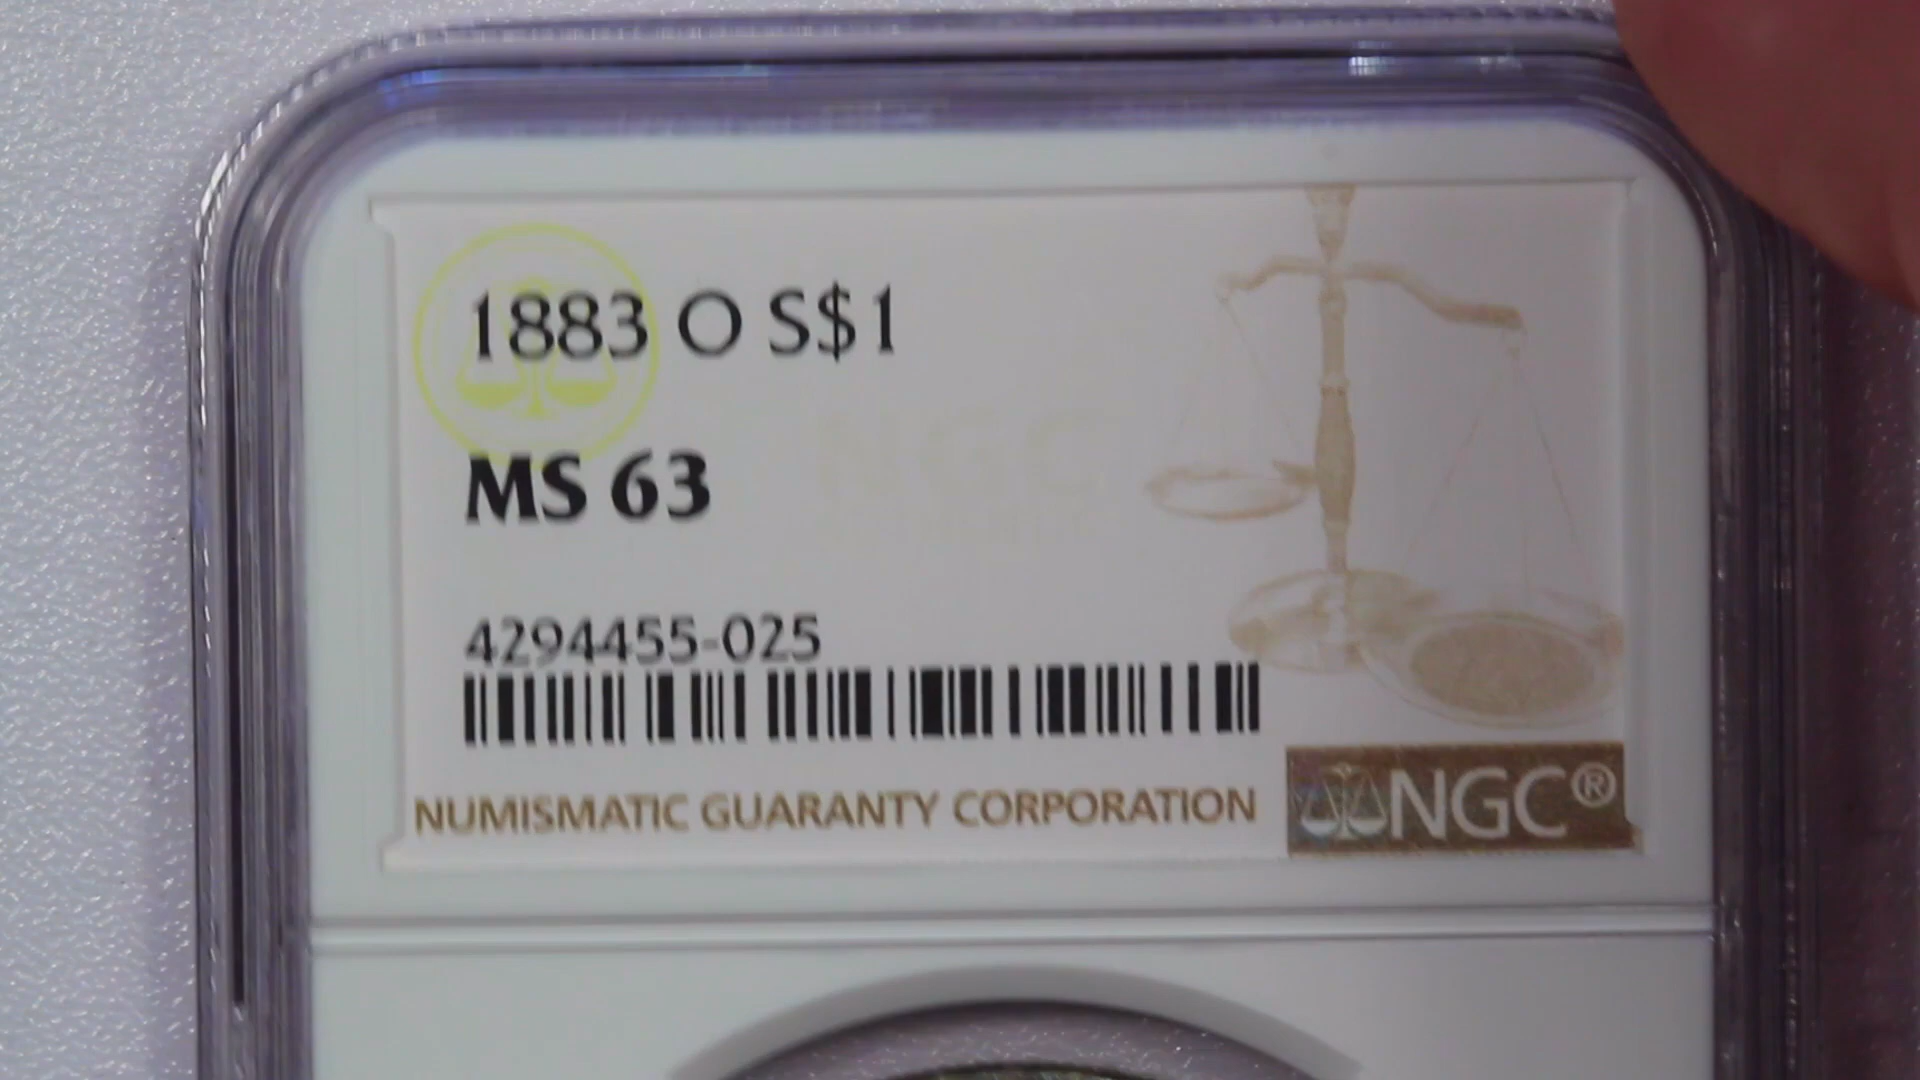 1883 O S$1
MS 63
4294455-025
NUMISMATIC GUARANTY CORPORATION
NGC®